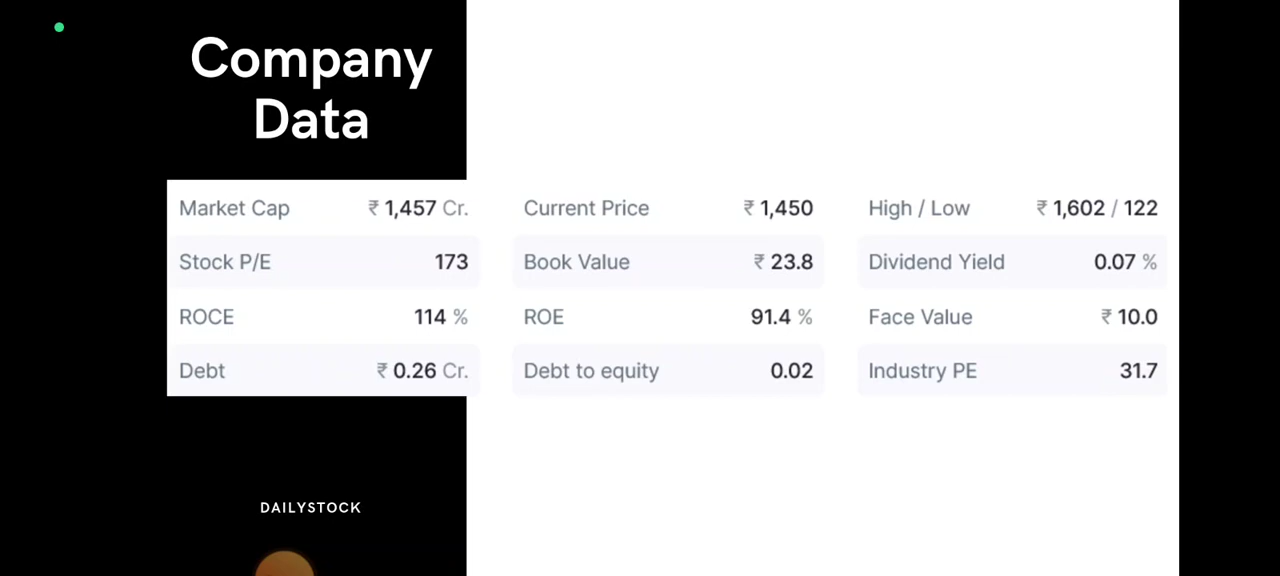 Company
Data
Market Cap ₹ 1,457 Cr. Current Price ₹ 1,450 High / Low ₹ 1,602 / 122
Stock P/E 173 Book Value ₹ 23.8 Dividend Yield 0.07 %
ROCE 114 % ROE 91.4 % Face Value ₹ 10.0
Debt ₹ 0.26 Cr. Debt to equity 0.02 Industry PE 31.7
DAILYSTOCK